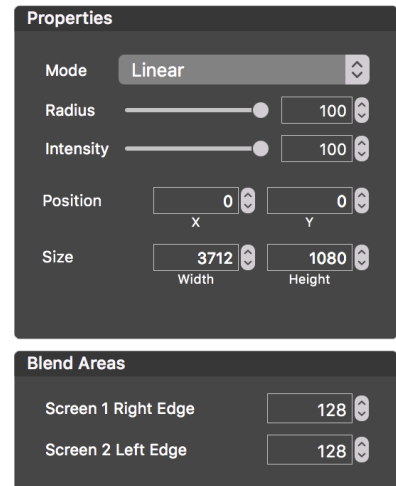 Properties
Mode Linear
Radius 100
Intensity 100
Position 0 0
X Y
Size 3712 1080
Width Height
Blend Areas
Screen 1 Right Edge 128
Screen 2 Left Edge 128